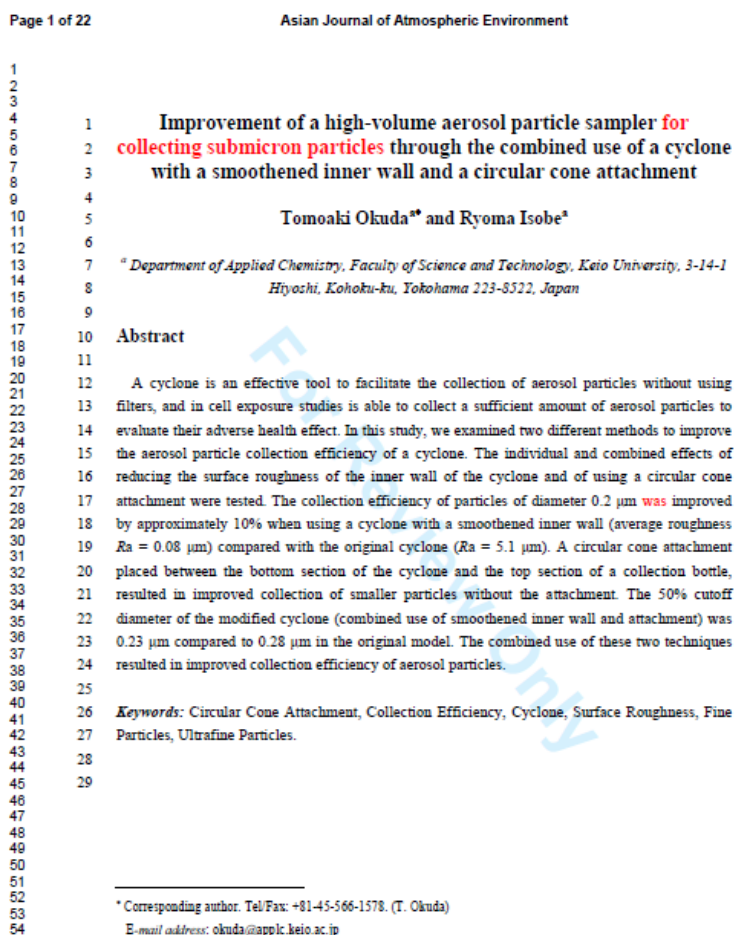 Page 1 of 22 Asian Journal of Atmospheric Environment
1
2
3
4
5
6
7
8
9
10
11
12
13
14
15
16
17
18
19
20
21
22
23
24
25
26
27
28
29
30
31
32
33
34
35
36
37
38
39
40
41
42
43
44
45
46
47
48
49
50
51
52
53
54
1 Improvement of a high-volume aerosol particle sampler for
2 collecting submicron particles through the combined use of a cyclone
3 with a smoothened inner wall and a circular cone attachment
4
5 Tomoaki Okuda^a* and Ryoma Isobe^a
6
7 ^a Department of Applied Chemistry, Faculty of Science and Technology, Keio University, 3-14-1
8 Hiyoshi, Kohoku-ku, Yokohama 223-8522, Japan
9
10 Abstract
11
12 A cyclone is an effective tool to facilitate the collection of aerosol particles without using
13 filters, and in cell exposure studies is able to collect a sufficient amount of aerosol particles to
14 evaluate their adverse health effect. In this study, we examined two different methods to improve
15 the aerosol particle collection efficiency of a cyclone. The individual and combined effects of
16 reducing the surface roughness of the inner wall of the cyclone and of using a circular cone
17 attachment were tested. The collection efficiency of particles of diameter 0.2 μm was improved
18 by approximately 10% when using a cyclone with a smoothened inner wall (average roughness
19 Ra = 0.08 μm) compared with the original cyclone (Ra = 5.1 μm). A circular cone attachment
20 placed between the bottom section of the cyclone and the top section of a collection bottle,
21 resulted in improved collection of smaller particles without the attachment. The 50% cutoff
22 diameter of the modified cyclone (combined use of smoothened inner wall and attachment) was
23 0.23 μm compared to 0.28 μm in the original model. The combined use of these two techniques
24 resulted in improved collection efficiency of aerosol particles.
25
26 Keywords: Circular Cone Attachment, Collection Efficiency, Cyclone, Surface Roughness, Fine
27 Particles, Ultrafine Particles.
28
29
For Review Only
* Corresponding author. Tel/Fax: +81-45-566-1578. (T. Okuda)
E-mail address: okuda@applc.keio.ac.jp